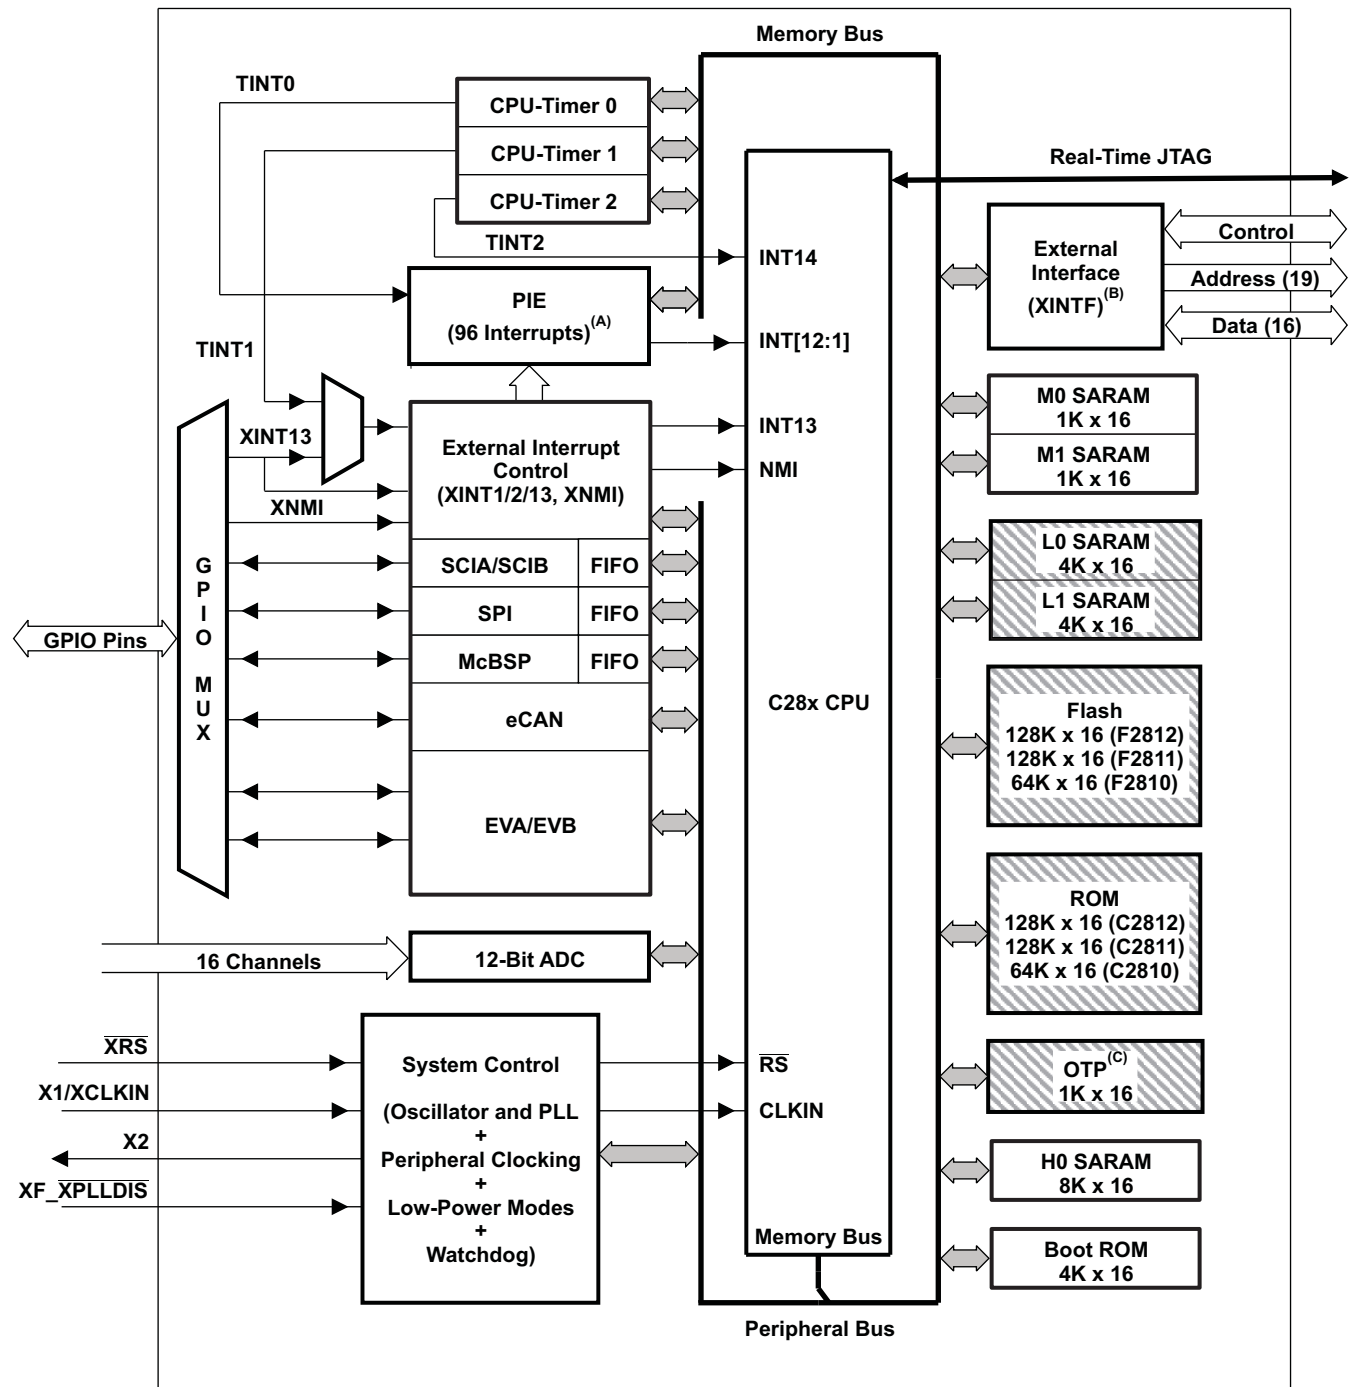 Memory Bus
TINT0
CPU-Timer 0
CPU-Timer 1
CPU-Timer 2
TINT2
Real-Time JTAG
INT14
External
Interface
(XINTF)(B)
Control
Address (19)
Data (16)
PIE
(96 Interrupts)(A)
INT[12:1]
TINT1
XINT13
XNMI
External Interrupt
Control
(XINT1/2/13, XNMI)
INT13
NMI
M0 SARAM
1K x 16
M1 SARAM
1K x 16
L0 SARAM
4K x 16
L1 SARAM
4K x 16
GPIO Pins
G
P
I
O
M
U
X
SCIA/SCIB
FIFO
SPI
FIFO
McBSP
FIFO
eCAN
EVA/EVB
C28x CPU
Flash
128K x 16 (F2812)
128K x 16 (F2811)
64K x 16 (F2810)
ROM
128K x 16 (C2812)
128K x 16 (C2811)
64K x 16 (C2810)
16 Channels
12-Bit ADC
XRS
X1/XCLKIN
X2
XF_XPLLDIS
System Control
(Oscillator and PLL
+
Peripheral Clocking
+
Low-Power Modes
+
Watchdog)
RS
CLKIN
OTP(C)
1K x 16
H0 SARAM
8K x 16
Boot ROM
4K x 16
Memory Bus
Peripheral Bus